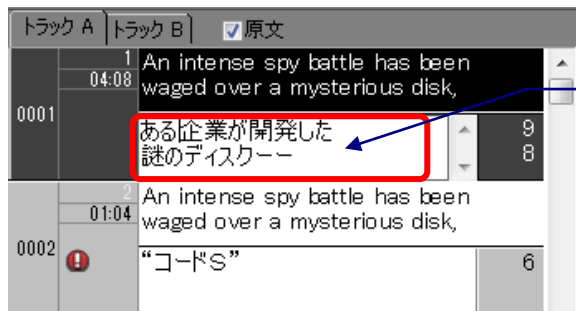 トラック A トラック B 原文
1
04:08
An intense spy battle has been
waged over a mysterious disk,
0001
ある企業が開発した
謎のディスクーー
9
8
2
01:04
An intense spy battle has been
waged over a mysterious disk,
0002
“コードS”
6